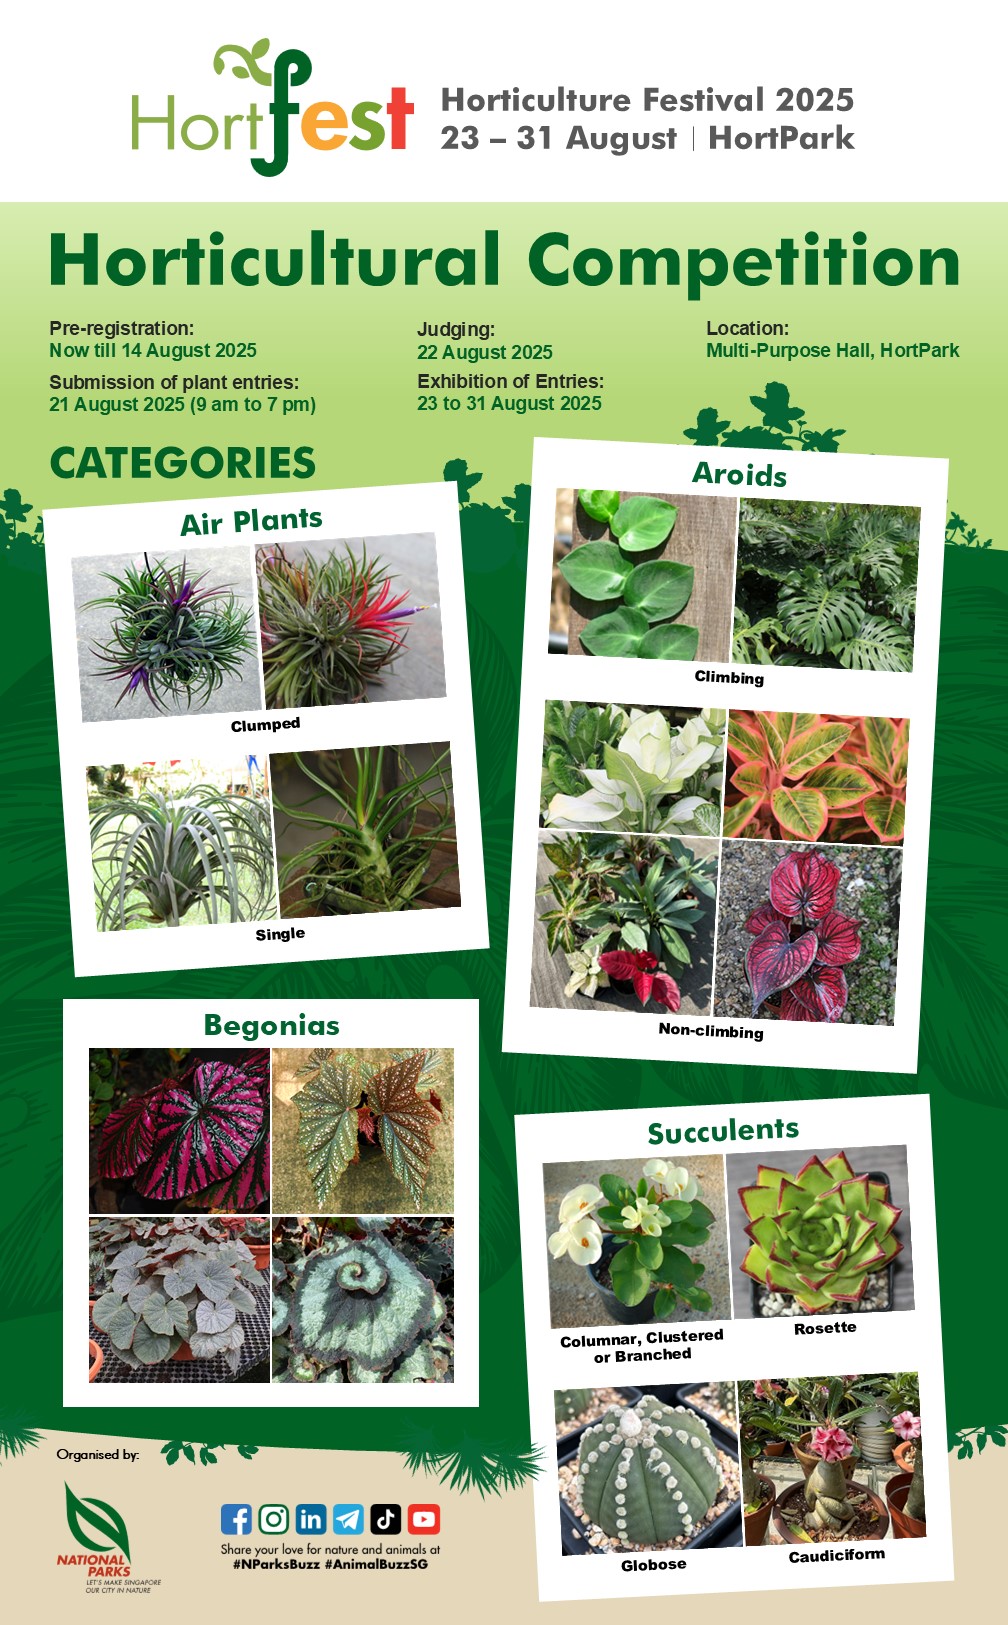 Hortfest
Horticulture Festival 2025
23 – 31 August | HortPark
Horticultural Competition
Pre-registration:
Now till 14 August 2025
Submission of plant entries:
21 August 2025 (9 am to 7 pm)
Judging:
22 August 2025
Exhibition of Entries:
23 to 31 August 2025
Location:
Multi-Purpose Hall, HortPark
CATEGORIES
Air Plants
Clumped
Single
Aroids
Climbing
Non-climbing
Begonias
Succulents
Columnar, Clustered
or Branched
Rosette
Globose
Caudiciform
Organised by:
NATIONAL
PARKS
LET'S MAKE SINGAPORE
OUR CITY IN NATURE
Share your love for nature and animals at
#NParksBuzz #AnimalBuzzSG